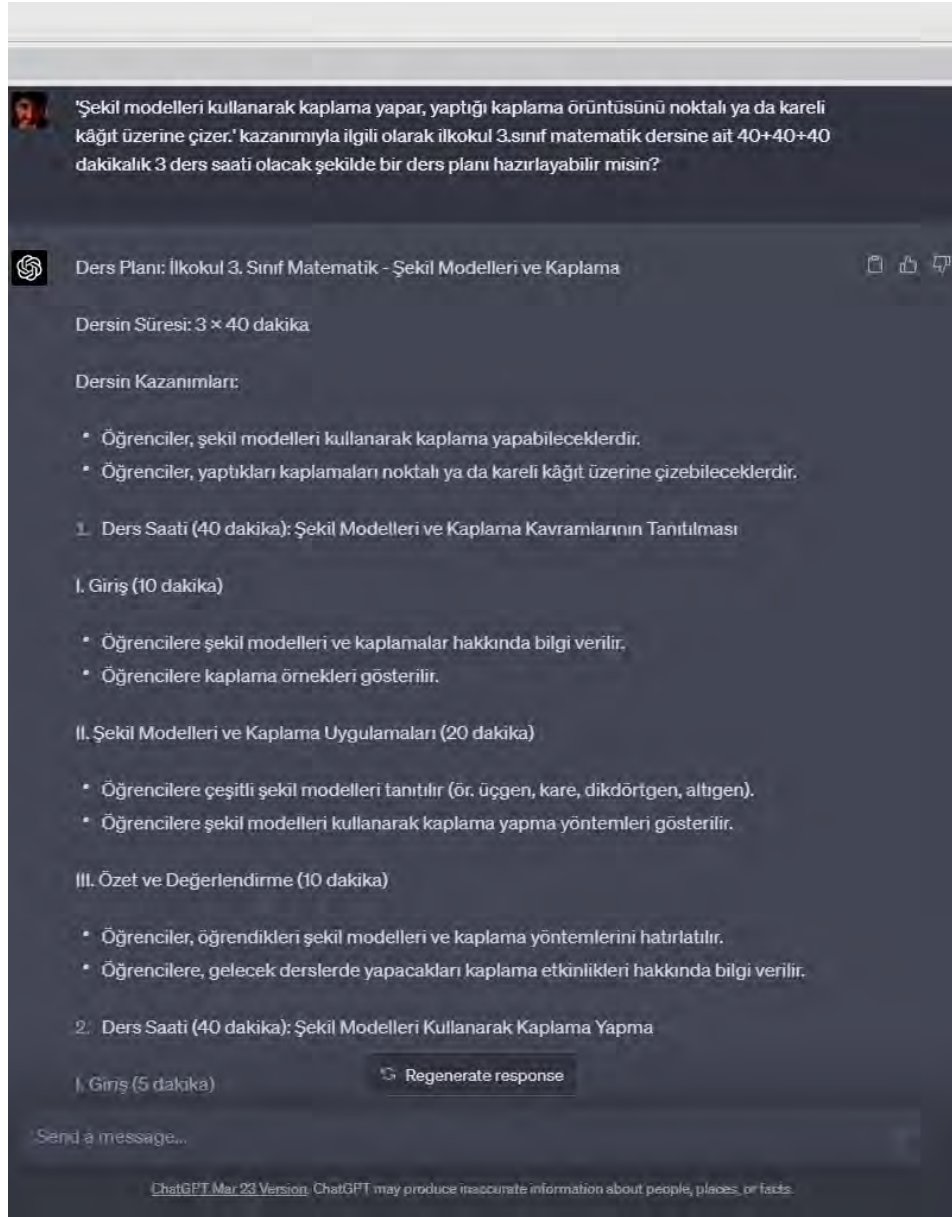 'Şekil modelleri kullanarak kaplama yapar, yaptığı kaplama örüntüsünü noktalı ya da kareli
kâğıt üzerine çizer.' kazanımıyla ilgili olarak ilkokul 3.sınıf matematik dersine ait 40+40+40
dakikalık 3 ders saati olacak şekilde bir ders planı hazırlayabilir misin?
Ders Planı: İlkokul 3. Sınıf Matematik - Şekil Modelleri ve Kaplama
Dersin Süresi: 3 × 40 dakika
Dersin Kazanımları:
• Öğrenciler, şekil modelleri kullanarak kaplama yapabileceklerdir.
• Öğrenciler, yaptıkları kaplamaları noktalı ya da kareli kâğıt üzerine çizebileceklerdir.
1. Ders Saati (40 dakika): Şekil Modelleri ve Kaplama Kavramlarının Tanıtılması
I. Giriş (10 dakika)
• Öğrencilere şekil modelleri ve kaplamalar hakkında bilgi verilir.
• Öğrencilere kaplama örnekleri gösterilir.
II. Şekil Modelleri ve Kaplama Uygulamaları (20 dakika)
• Öğrencilere çeşitli şekil modelleri tanıtılır (ör. üçgen, kare, dikdörtgen, altıgen).
• Öğrencilere şekil modelleri kullanarak kaplama yapma yöntemleri gösterilir.
III. Özet ve Değerlendirme (10 dakika)
• Öğrenciler, öğrendikleri şekil modelleri ve kaplama yöntemlerini hatırlatılır.
• Öğrencilere, gelecek derslerde yapacakları kaplama etkinlikleri hakkında bilgi verilir.
2. Ders Saati (40 dakika): Şekil Modelleri Kullanarak Kaplama Yapma
I. Giriş (5 dakika)
Regenerate response
Send a message...
ChatGPT Mar 23 Version. ChatGPT may produce inaccurate information about people, places, or facts.